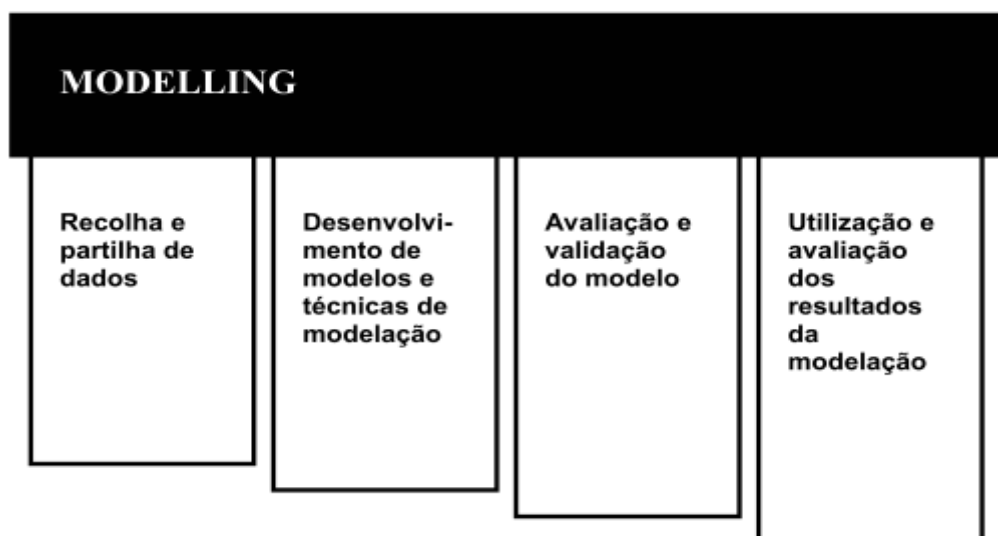 MODELLING
Recolha e
partilha de
dados
Desenvolvi-
mento de
modelos e
técnicas de
modelação
Avaliação e
validação
do modelo
Utilização e
avaliação
dos
resultados
da
modelação